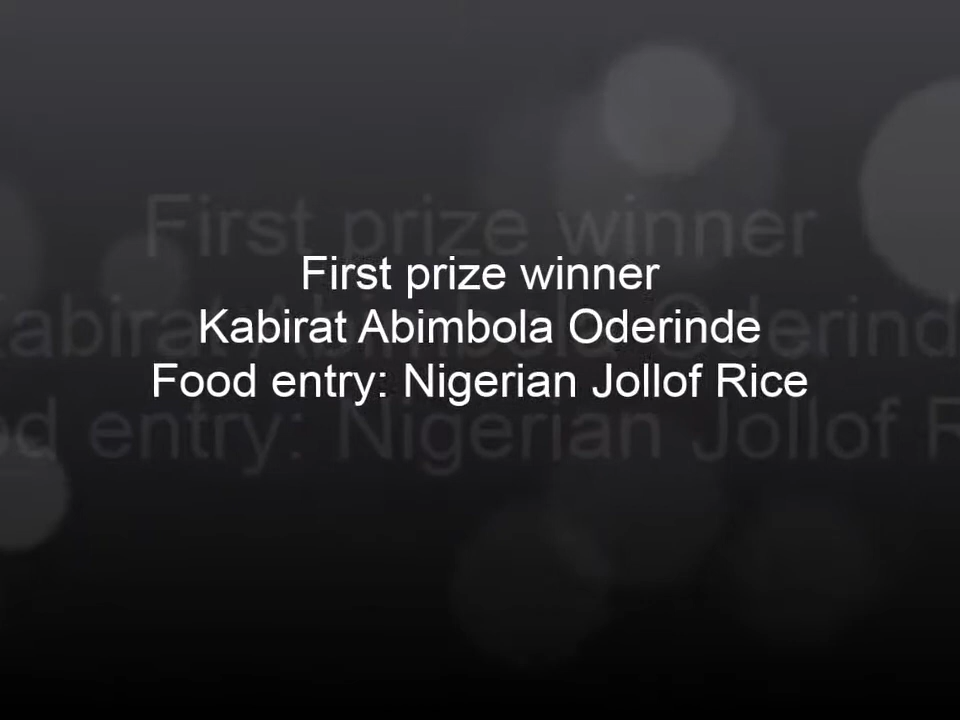 First prize winner
Kabirat Abimbola Oderinde
Food entry: Nigerian Jollof Rice